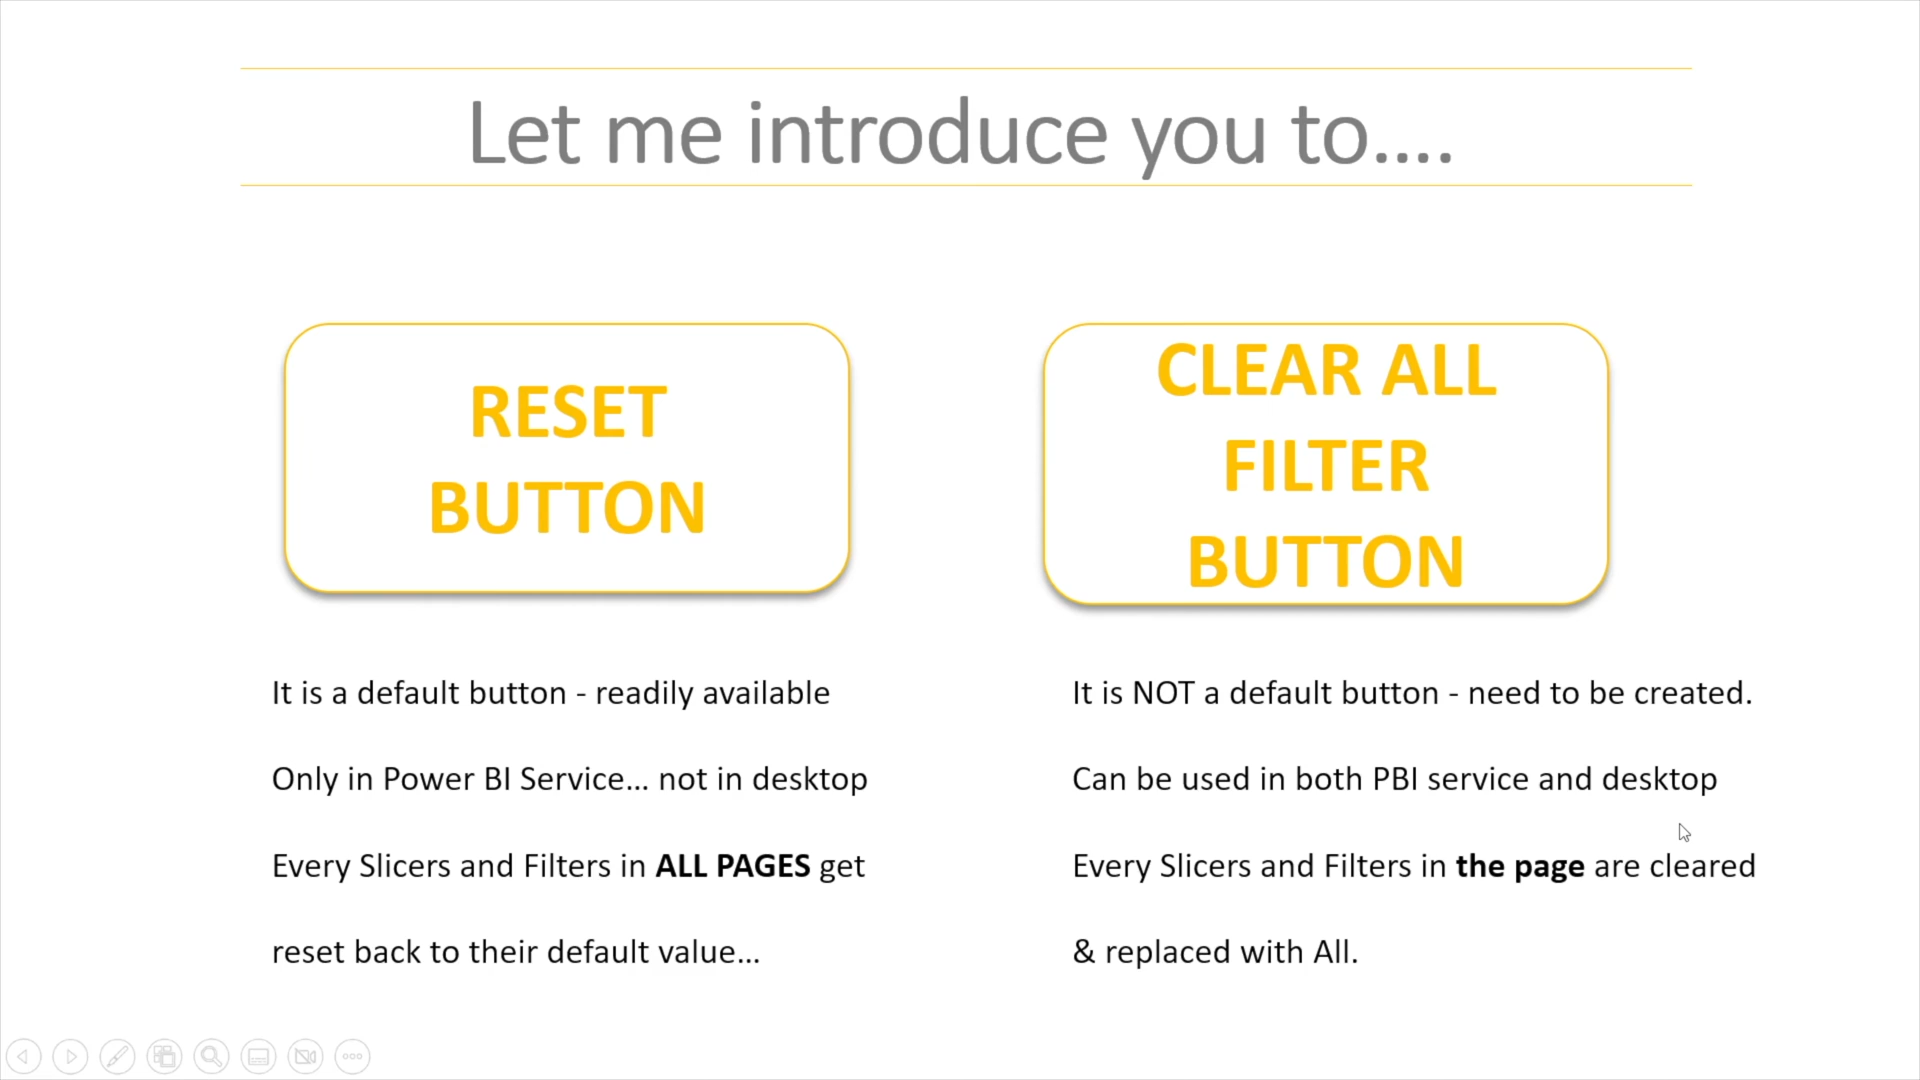 Let me introduce you to....
RESET
BUTTON
It is a default button - readily available
Only in Power BI Service... not in desktop
Every Slicers and Filters in ALL PAGES get
reset back to their default value...
CLEAR ALL
FILTER
BUTTON
It is NOT a default button - need to be created.
Can be used in both PBI service and desktop
Every Slicers and Filters in the page are cleared
& replaced with All.